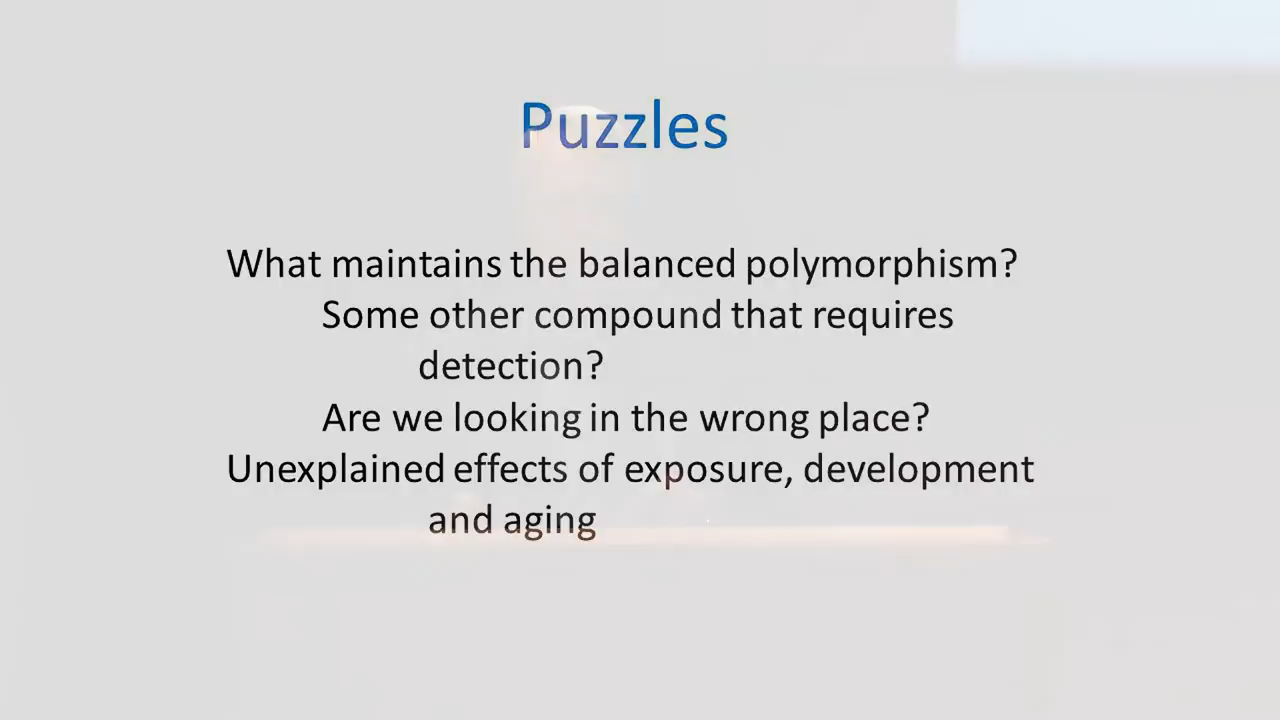 Puzzles
What maintains the balanced polymorphism?
Some other compound that requires
detection?
Are we looking in the wrong place?
Unexplained effects of exposure, development
and aging